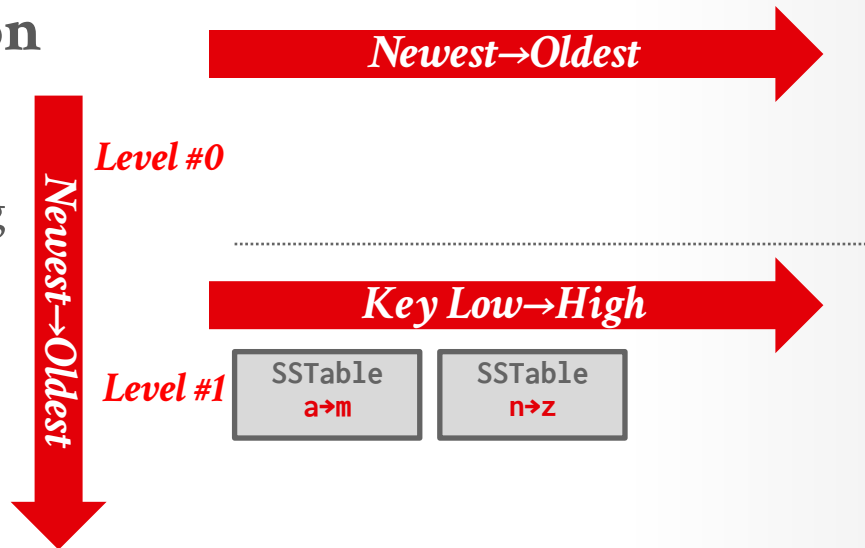 on
Newest→Oldest
Level #0
g
Newest→Oldest
Key Low→High
Level #1
SSTable
a→m
SSTable
n→z